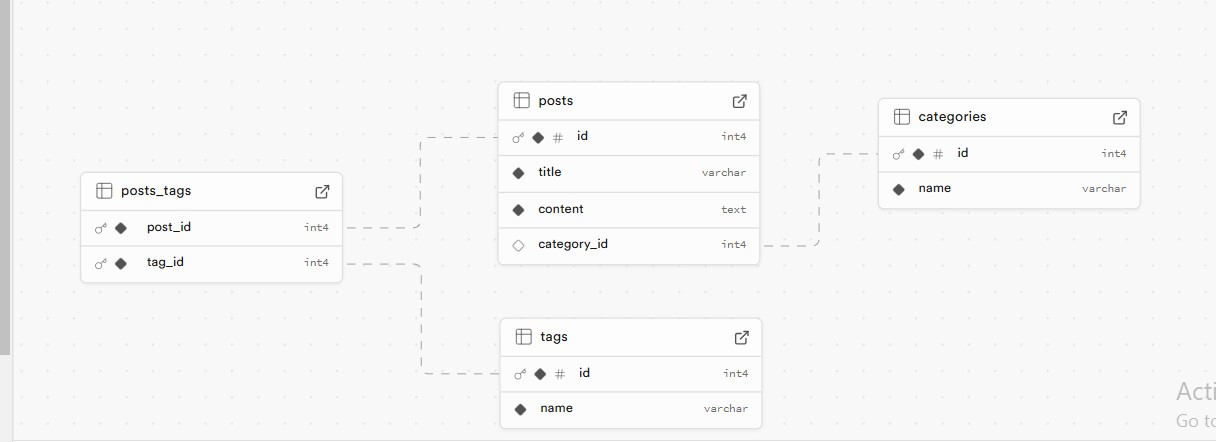 posts
# id int4
title varchar
content text
category_id int4
categories
# id int4
name varchar
posts_tags
post_id int4
tag_id int4
tags
# id int4
name varchar
Acti
Go to